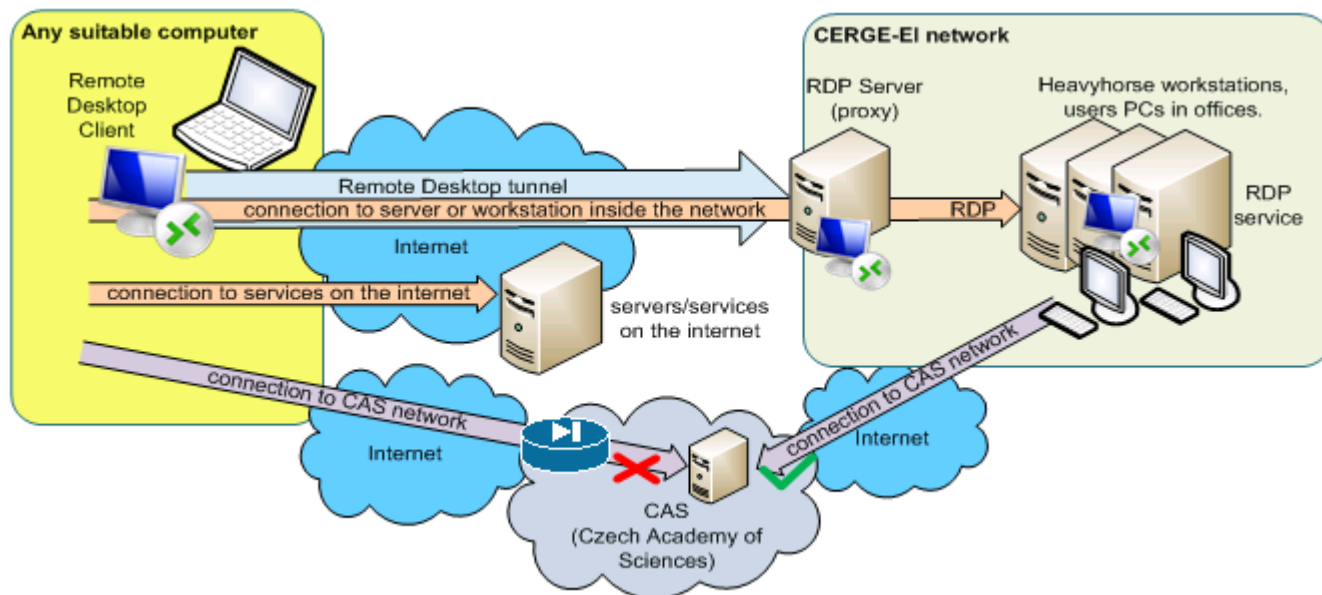 Any suitable computer
Remote
Desktop
Client
CERGE-EI network
RDP Server
(proxy)
Heavyhorse workstations,
users PCs in offices.
Remote Desktop tunnel
connection to server or workstation inside the network
RDP
RDP
service
Internet
connection to services on the internet
servers/services
on the internet
connection to CAS network
Internet
connection to CAS network
Internet
CAS
(Czech Academy of
Sciences)